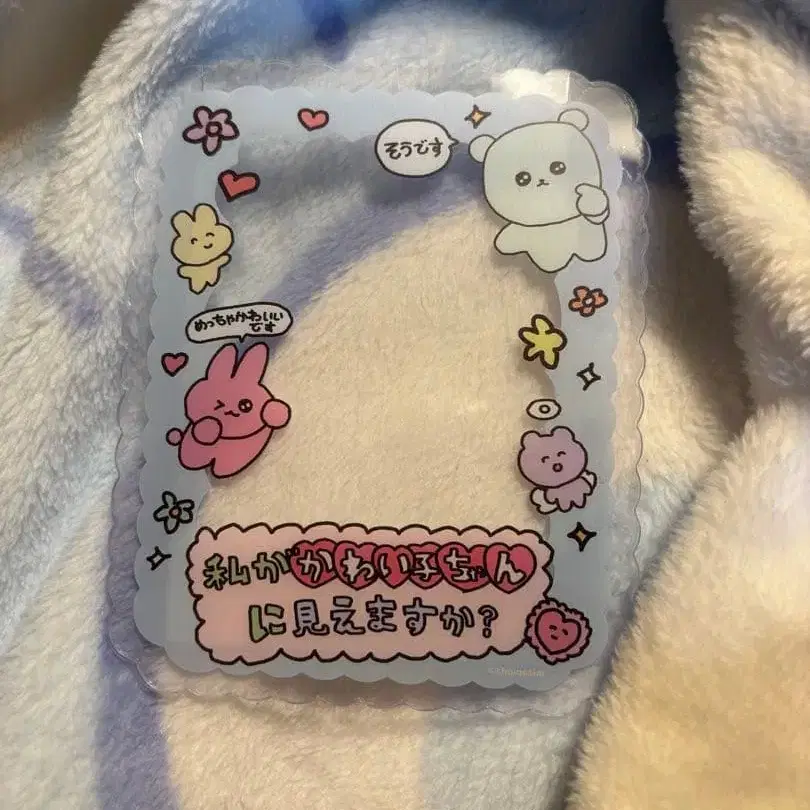 そうです
めっちゃかわいい
です
私がかわい子ちゃん
に見えますか?